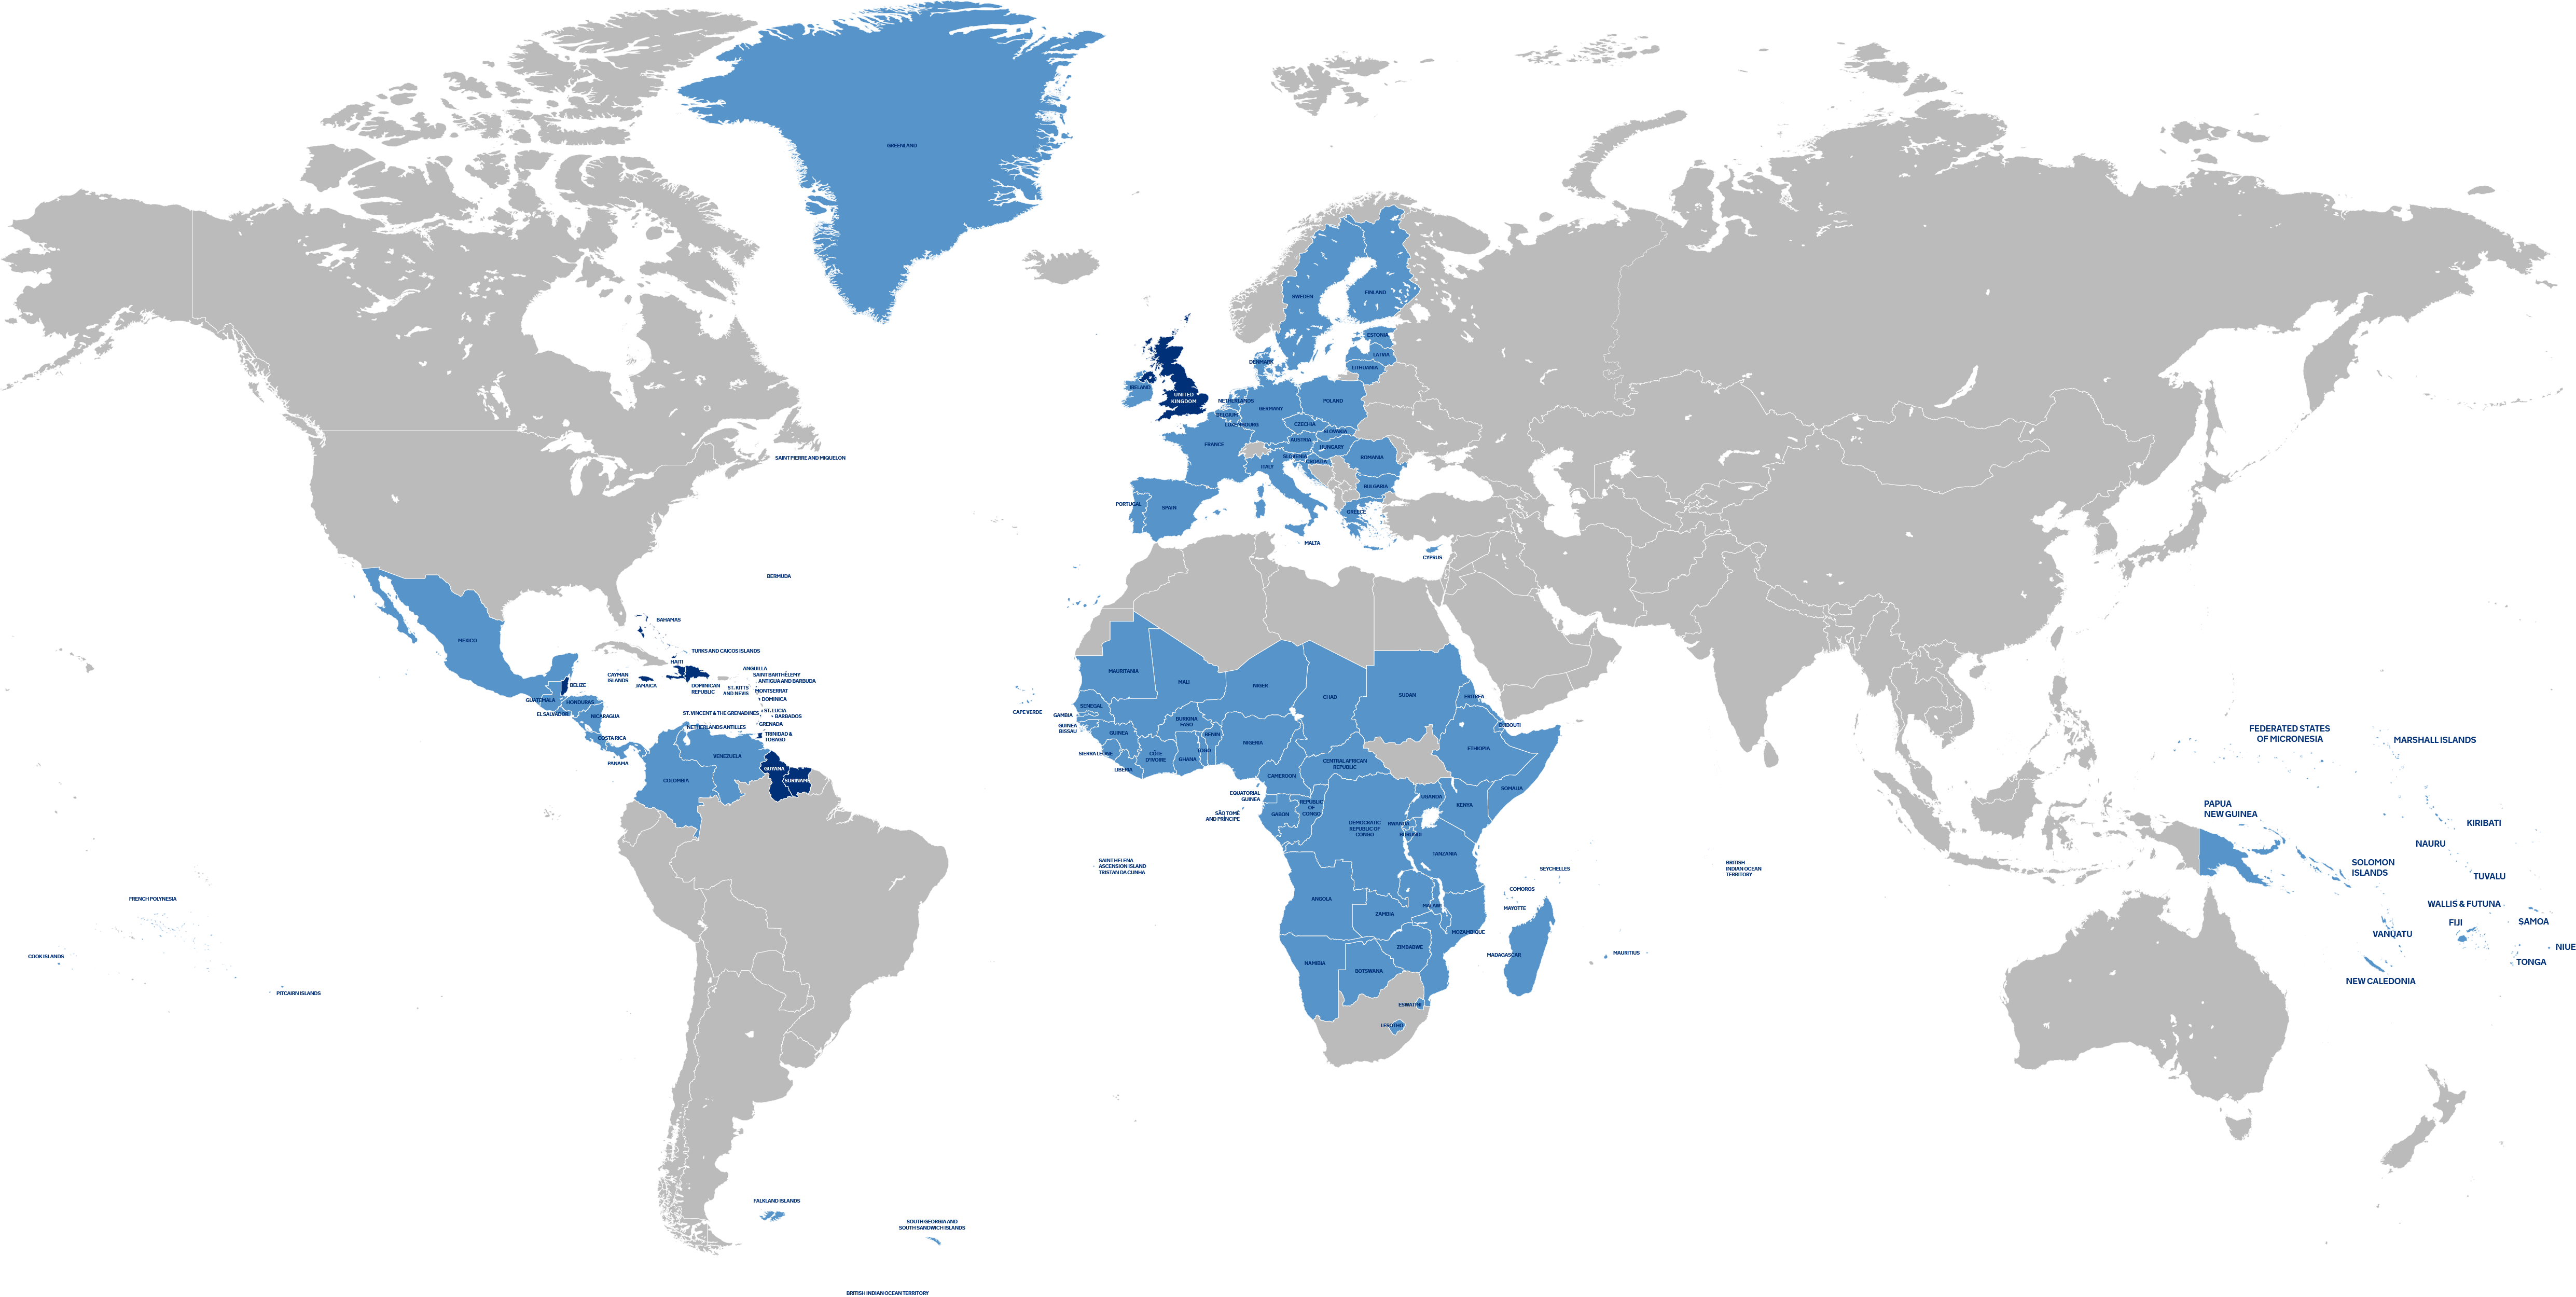 GREENLAND
SWEDEN
FINLAND
ESTONIA
LATVIA
LITHUANIA
DENMARK
IRELAND
UNITED
KINGDOM
NETHERLANDS
BELGIUM
LUXEMBOURG
GERMANY
POLAND
CZECHIA
SLOVAKIA
AUSTRIA
HUNGARY
FRANCE
SLOVENIA
CROATIA
ROMANIA
ITALY
BULGARIA
PORTUGAL
SPAIN
GREECE
MALTA
CYPRUS
SAINT PIERRE AND MIQUELON
BERMUDA
MEXICO
BAHAMAS
TURKS AND CAICOS ISLANDS
HAITI
CAYMAN
ISLANDS
JAMAICA
DOMINICAN
REPUBLIC
ANGUILLA
SAINT BARTHÉLEMY
ANTIGUA AND BARBUDA
ST. KITTS
AND NEVIS
MONTSERRAT
DOMINICA
ST. LUCIA
BARBADOS
ST. VINCENT & THE GRENADINES
GRENADA
NETHERLANDS ANTILLES
TRINIDAD &
TOBAGO
BELIZE
GUATEMALA
HONDURAS
EL SALVADOR
NICARAGUA
COSTA RICA
PANAMA
VENEZUELA
COLOMBIA
GUYANA
SURINAME
CAPE VERDE
MAURITANIA
MALI
NIGER
CHAD
SUDAN
ERITREA
SENEGAL
GAMBIA
GUINEA
BISSAU
GUINEA
SIERRA LEONE
LIBERIA
CÔTE
D'IVOIRE
BURKINA
FASO
GHANA
TOGO
BENIN
NIGERIA
CAMEROON
CENTRAL AFRICAN
REPUBLIC
DJIBOUTI
ETHIOPIA
SOMALIA
EQUATORIAL
GUINEA
SÃO TOMÉ
AND PRÍNCIPE
GABON
REPUBLIC
OF
CONGO
DEMOCRATIC
REPUBLIC OF
CONGO
UGANDA
KENYA
RWANDA
BURUNDI
TANZANIA
SAINT HELENA
ASCENSION ISLAND
TRISTAN DA CUNHA
ANGOLA
ZAMBIA
MALAWI
MOZAMBIQUE
ZIMBABWE
NAMIBIA
BOTSWANA
ESWATINI
LESOTHO
SEYCHELLES
COMOROS
MAYOTTE
MADAGASCAR
MAURITIUS
BRITISH
INDIAN OCEAN
TERRITORY
FEDERATED STATES
OF MICRONESIA
MARSHALL ISLANDS
PAPUA
NEW GUINEA
KIRIBATI
NAURU
SOLOMON
ISLANDS
TUVALU
WALLIS & FUTUNA
SAMOA
FIJI
VANUATU
NIUE
TONGA
NEW CALEDONIA
FRENCH POLYNESIA
COOK ISLANDS
PITCAIRN ISLANDS
FALKLAND ISLANDS
SOUTH GEORGIA AND
SOUTH SANDWICH ISLANDS
BRITISH INDIAN OCEAN TERRITORY